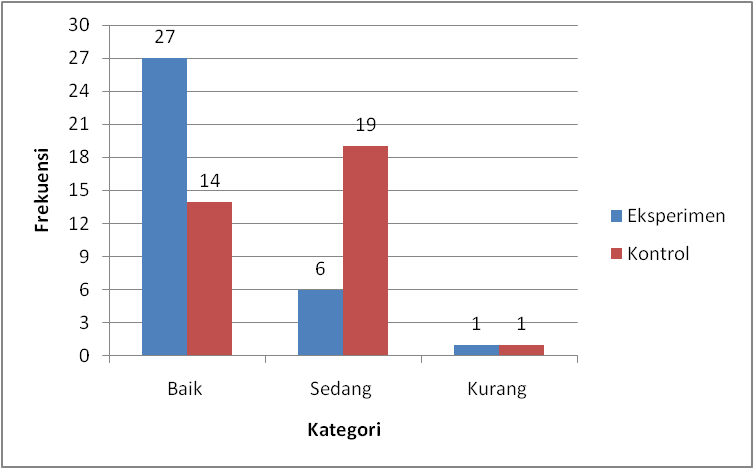 30
27
24
21
18
15
12
9
6
3
0
Frekuensi
27
14
6
19
1
1
Baik
Sedang
Kurang
Kategori
Eksperimen
Kontrol